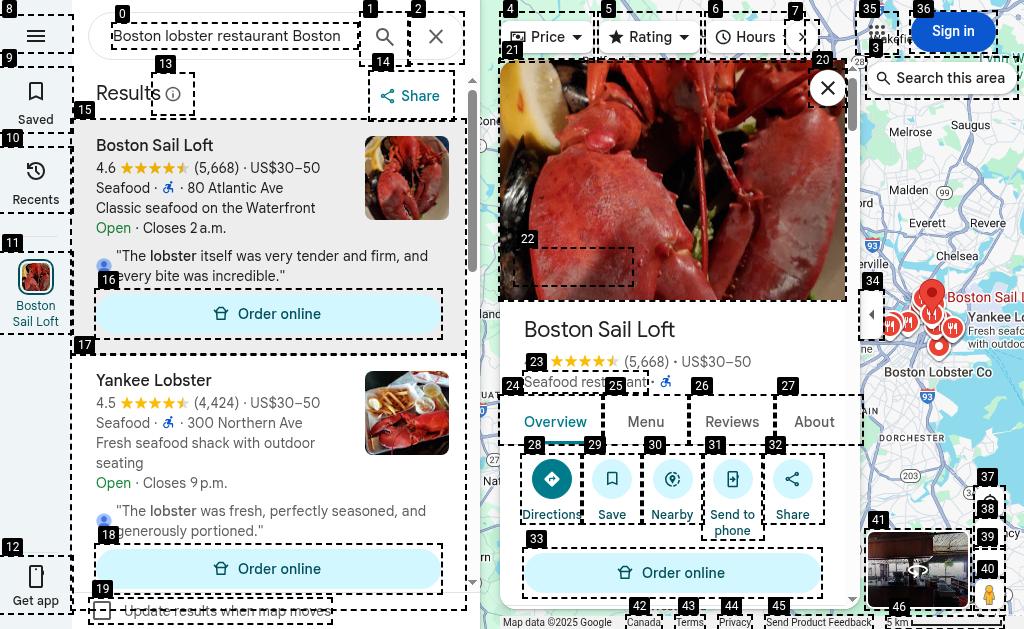 Boston lobster restaurant Boston
Saved
Recents
Boston
Sail Loft
Get app
Results
Share
Boston Sail Loft
4.6 (5,668) · US$30–50
Seafood · · 80 Atlantic Ave
Classic seafood on the Waterfront
Open · Closes 2 a.m.
"The lobster itself was very tender and firm, and
every bite was incredible."
Order online
Yankee Lobster
4.5 (4,424) · US$30–50
Seafood · · 300 Northern Ave
Fresh seafood shack with outdoor
seating
Open · Closes 9 p.m.
"The lobster was fresh, perfectly seasoned, and
generously portioned."
Order online
Update results when map moves
Price
Rating
Hours
Sign in
Search this area
Boston Sail Loft
(5,668) · US$30–50
Seafood restaurant ·
Overview
Menu
Reviews
About
Directions
Save
Nearby
Send to
phone
Share
Order online
Melrose
Saugus
Malden
99
Everett
Revere
93
Chelsea
Boston Sail L
Yankee Lo
Fresh seafo
with outdoo
Boston Lobster Co
93
DORCHESTER
203
Map data ©2025 Google
Canada
Terms
Privacy
Send Product Feedback
5 km
0
1
2
3
4
5
6
7
8
9
10
11
12
13
14
15
16
17
18
19
20
21
22
23
24
25
26
27
28
29
30
31
32
33
34
35
36
37
38
39
40
41
42
43
44
45
46